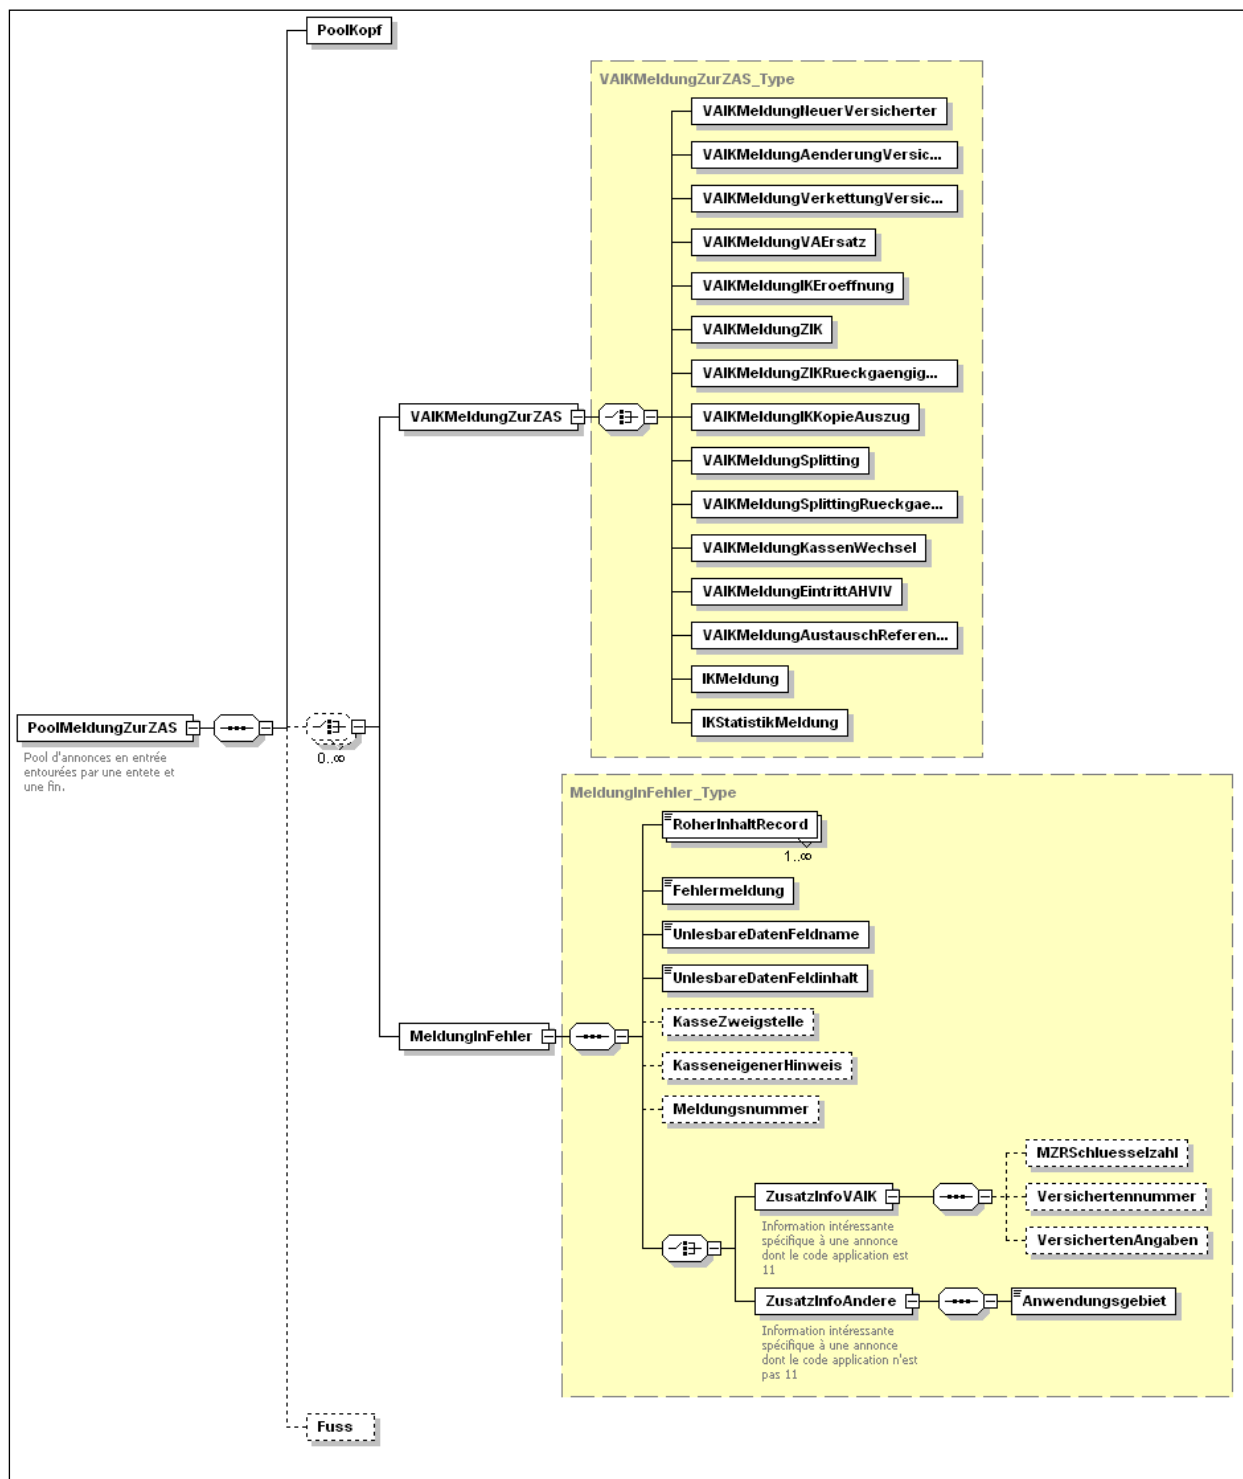 PoolKopf
VAIKMeldungZurZAS_Type
VAIKMeldungNeuerVersicherter
VAIKMeldungAenderungVersic...
VAIKMeldungVerkettungVersic...
VAIKMeldungVAErsatz
VAIKMeldungIKEroeffnung
VAIKMeldungZIK
VAIKMeldungZIKRueckgaengig...
VAIKMeldungZurZAS
VAIKMeldungIKKopieAuszug
VAIKMeldungSplitting
VAIKMeldungSplittingRueckgae...
VAIKMeldungKassenWechsel
VAIKMeldungEintrittAHVIV
VAIKMeldungAustauschReferen...
IKMeldung
IKStatistikMeldung
PoolMeldungZurZAS
Pool d'annonces en entrée
entourées par une entete et
une fin.
0..∞
MeldungInFehler_Type
RoherInhaltRecord
1..∞
Fehlermeldung
UnlesbareDatenFeldname
UnlesbareDatenFeldinhalt
KasseZweigstelle
MeldungInFehler
KasseneigenerHinweis
Meldungsnummer
MZRSchluesselzahl
ZusatzInfoVAIK
Versichertennummer
VersichertenAngaben
Information intéressante
spécifique à une annonce
dont le code application est
11
ZusatzInfoAndere
Anwendungsgebiet
Information intéressante
spécifique à une annonce
dont le code application n'est
pas 11
Fuss